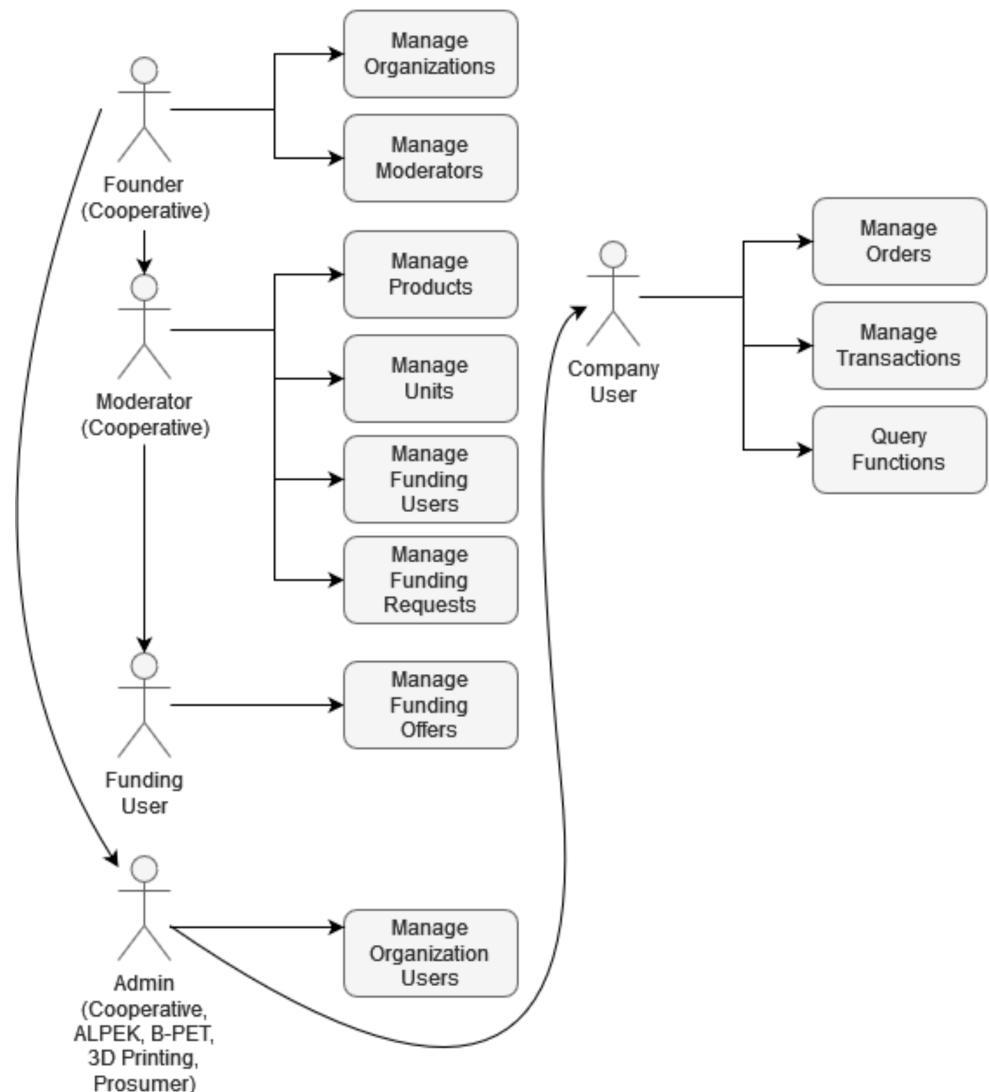 Manage
Organizations
Manage
Moderators
Founder
(Cooperative)
Manage
Products
Manage
Units
Manage
Funding
Users
Manage
Funding
Requests
Moderator
(Cooperative)
Manage
Funding
Offers
Funding
User
Manage
Organization
Users
Admin
(Cooperative,
ALPEK, B-PET,
3D Printing,
Prosumer)
Company
User
Manage
Orders
Manage
Transactions
Query
Functions